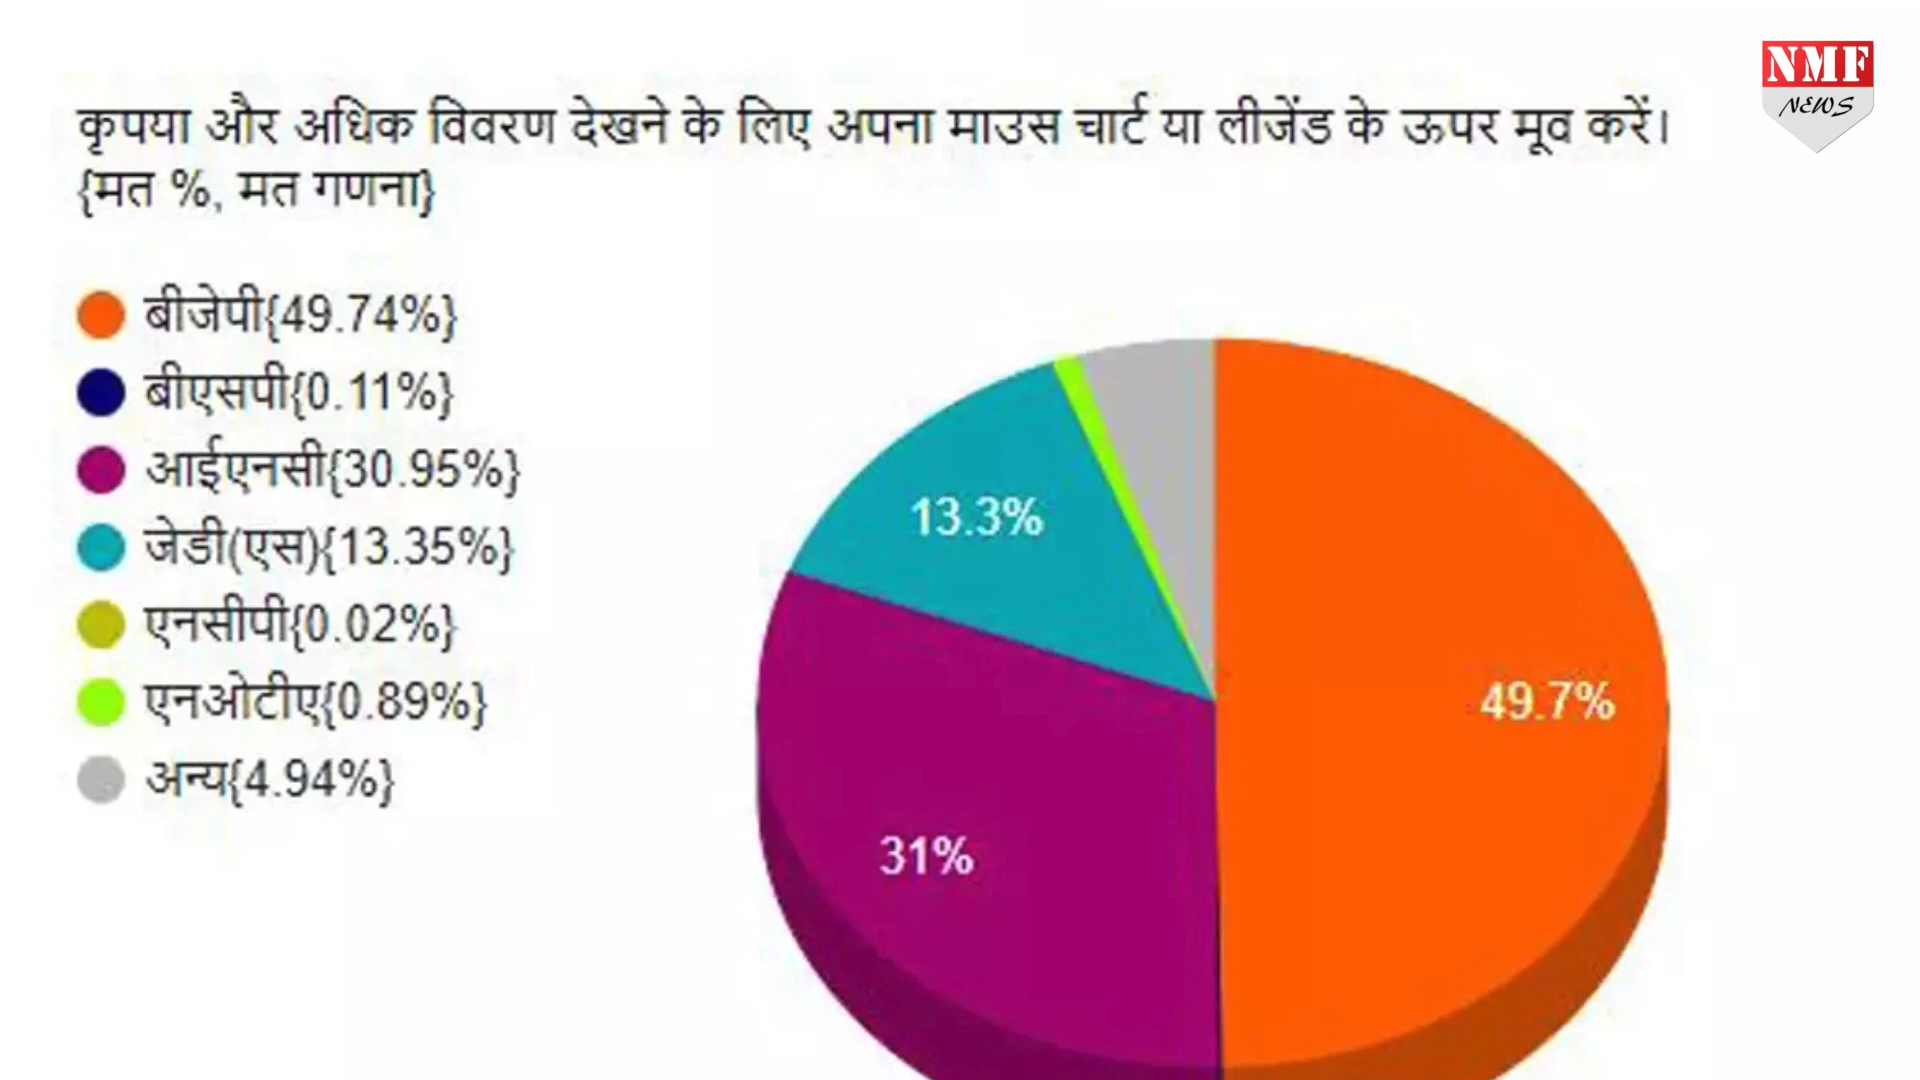 कृपया और अधिक विवरण देखने के लिए अपना माउस चार्ट या लीजेंड के ऊपर मूव करें।
{मत %, मत गणना}
बीजेपी{49.74%}
बीएसपी{0.11%}
आईएनसी{30.95%}
जेडी(एस){13.35%}
एनसीपी{0.02%}
एनओटीए{0.89%}
अन्य{4.94%}
13.3%
49.7%
31%
NMF
NEWS